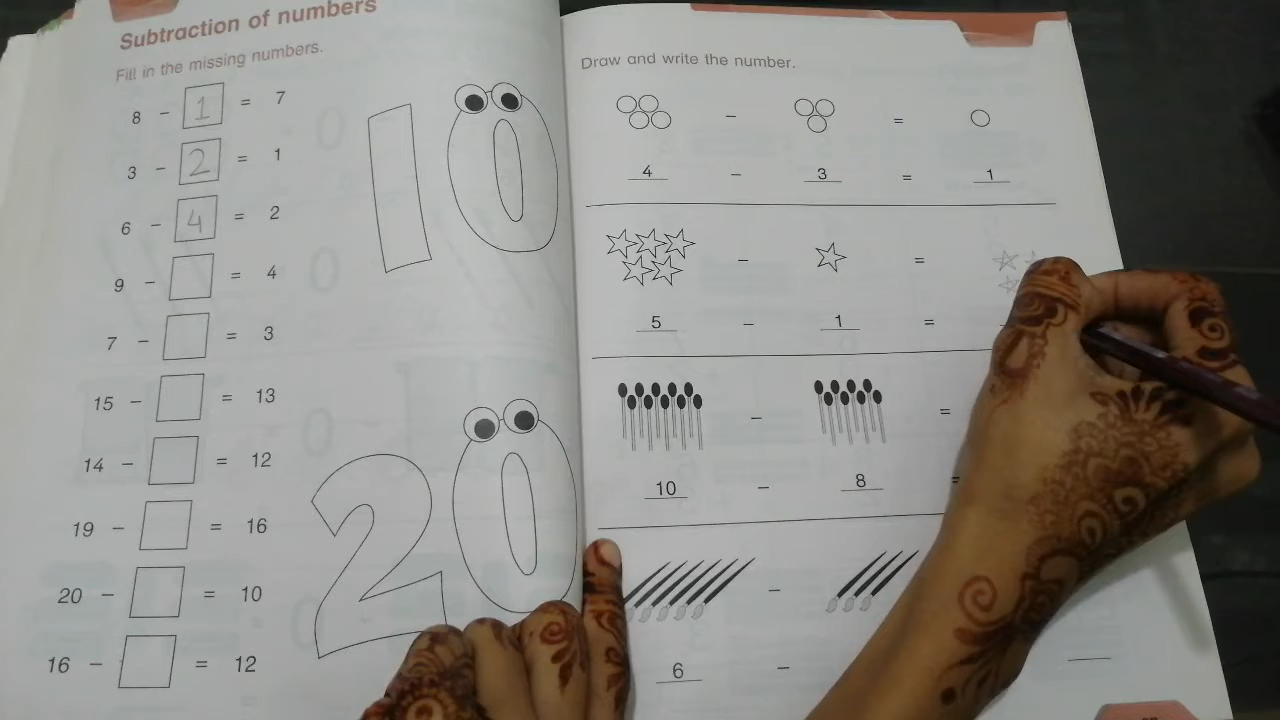 Subtraction of numbers
Fill in the missing numbers.
8 - 1 = 7
3 - 2 = 1
6 - 4 = 2
9 - = 4
7 - = 3
15 - = 13
14 - = 12
19 - = 16
20 - = 10
16 - = 12
10
20
Draw and write the number.
- =
4 - 3 = 1
- =
5 - 1 =
- =
10 - 8 =
-
6 -